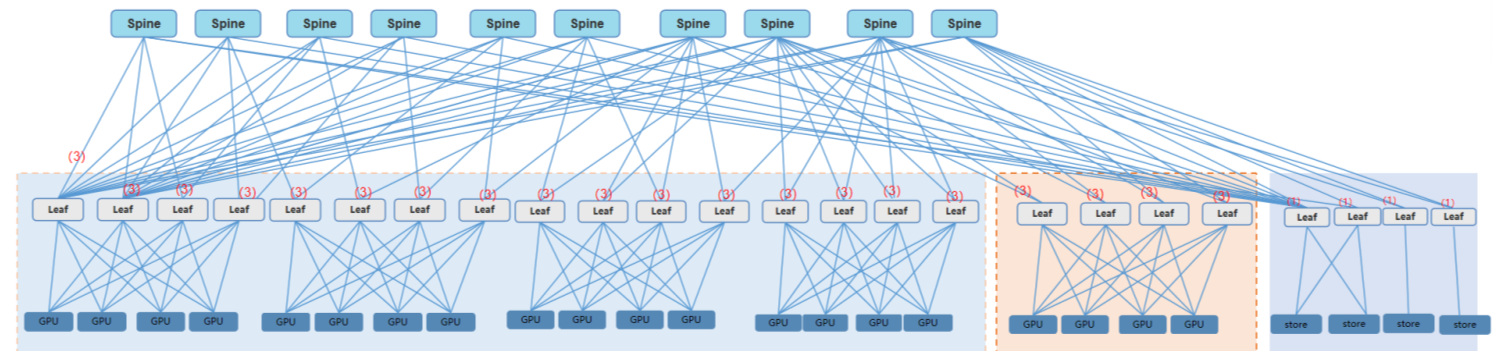 Spine Spine Spine Spine Spine Spine Spine Spine Spine Spine
(3)
(3) (3) (3) (3) (3) (3) (3) (3) (3) (3) (3) (3) (3) (3) (3) (3) (3) (3) (3) (1) (1) (1) (1)
Leaf Leaf Leaf Leaf Leaf Leaf Leaf Leaf Leaf Leaf Leaf Leaf Leaf Leaf Leaf Leaf Leaf Leaf Leaf Leaf Leaf Leaf Leaf Leaf
GPU GPU GPU GPU GPU GPU GPU GPU GPU GPU GPU GPU GPU GPU GPU GPU GPU GPU GPU GPU store store store store